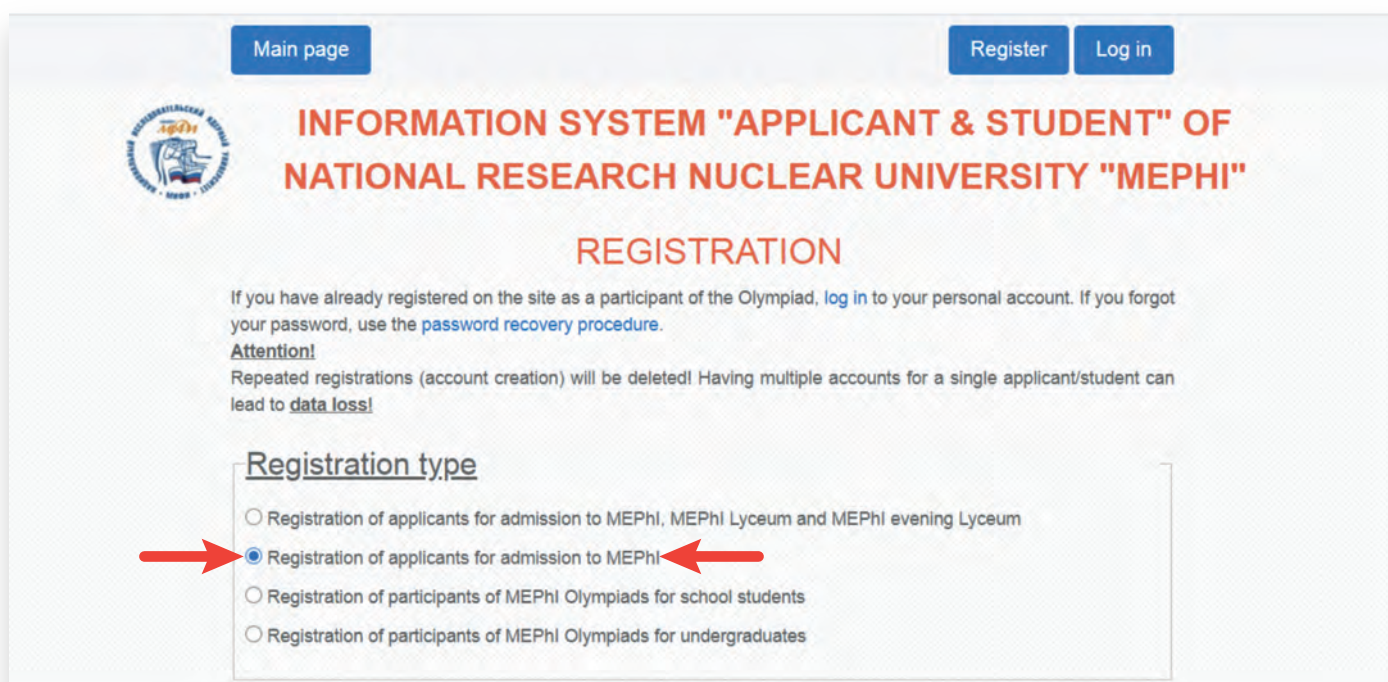 Main page Register Log in
МИФИ
INFORMATION SYSTEM "APPLICANT & STUDENT" OF
NATIONAL RESEARCH NUCLEAR UNIVERSITY "MEPHI"
REGISTRATION
If you have already registered on the site as a participant of the Olympiad, log in to your personal account. If you forgot
your password, use the password recovery procedure.
Attention!
Repeated registrations (account creation) will be deleted! Having multiple accounts for a single applicant/student can
lead to data loss!
Registration type
Registration of applicants for admission to MEPhI, MEPhI Lyceum and MEPhI evening Lyceum
Registration of applicants for admission to MEPhI
Registration of participants of MEPhI Olympiads for school students
Registration of participants of MEPhI Olympiads for undergraduates